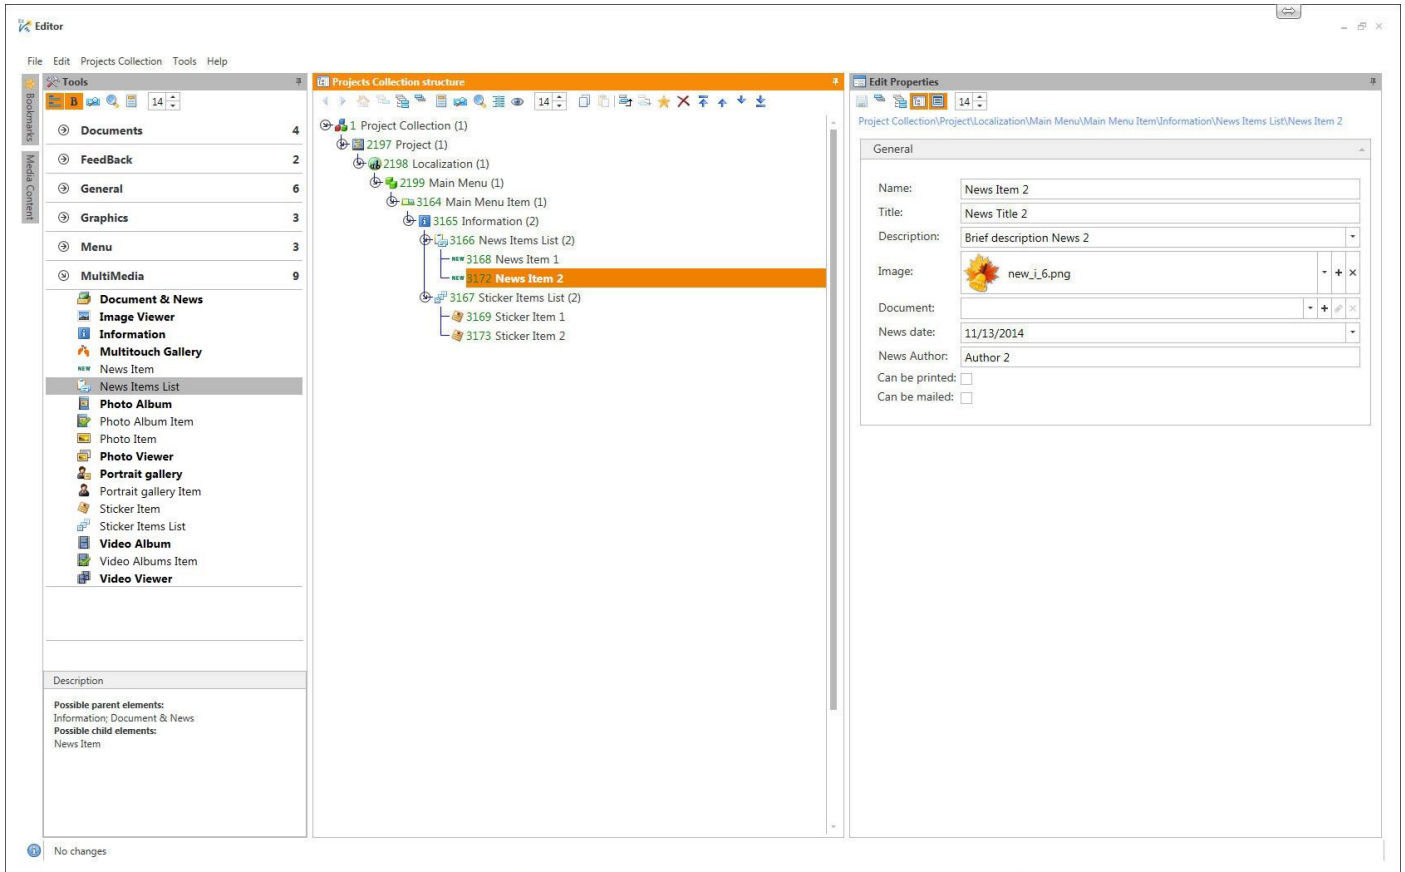 Editor
File Edit Projects Collection Tools Help
Bookmarks
Media Content
Tools
B 14
Documents 4
FeedBack 2
General 6
Graphics 3
Menu 3
MultiMedia 9
Document & News
Image Viewer
Information
Multitouch Gallery
NEW News Item
News Items List
Photo Album
Photo Album Item
Photo Item
Photo Viewer
Portrait gallery
Portrait gallery Item
Sticker Item
Sticker Items List
Video Album
Video Albums Item
Video Viewer
Description
Possible parent elements:
Information; Document & News
Possible child elements:
News Item
Projects Collection structure
14
1 Project Collection (1)
2197 Project (1)
2198 Localization (1)
2199 Main Menu (1)
3164 Main Menu Item (1)
3165 Information (2)
3166 News Items List (2)
NEW 3168 News Item 1
NEW 3172 News Item 2
3167 Sticker Items List (2)
3169 Sticker Item 1
3173 Sticker Item 2
Edit Properties
14
Project Collection\Project\Localization\Main Menu\Main Menu Item\Information\News Items List\News Item 2
General
Name: News Item 2
Title: News Title 2
Description: Brief description News 2
Image: new_i_6.png
Document:
News date: 11/13/2014
News Author: Author 2
Can be printed:
Can be mailed:
No changes